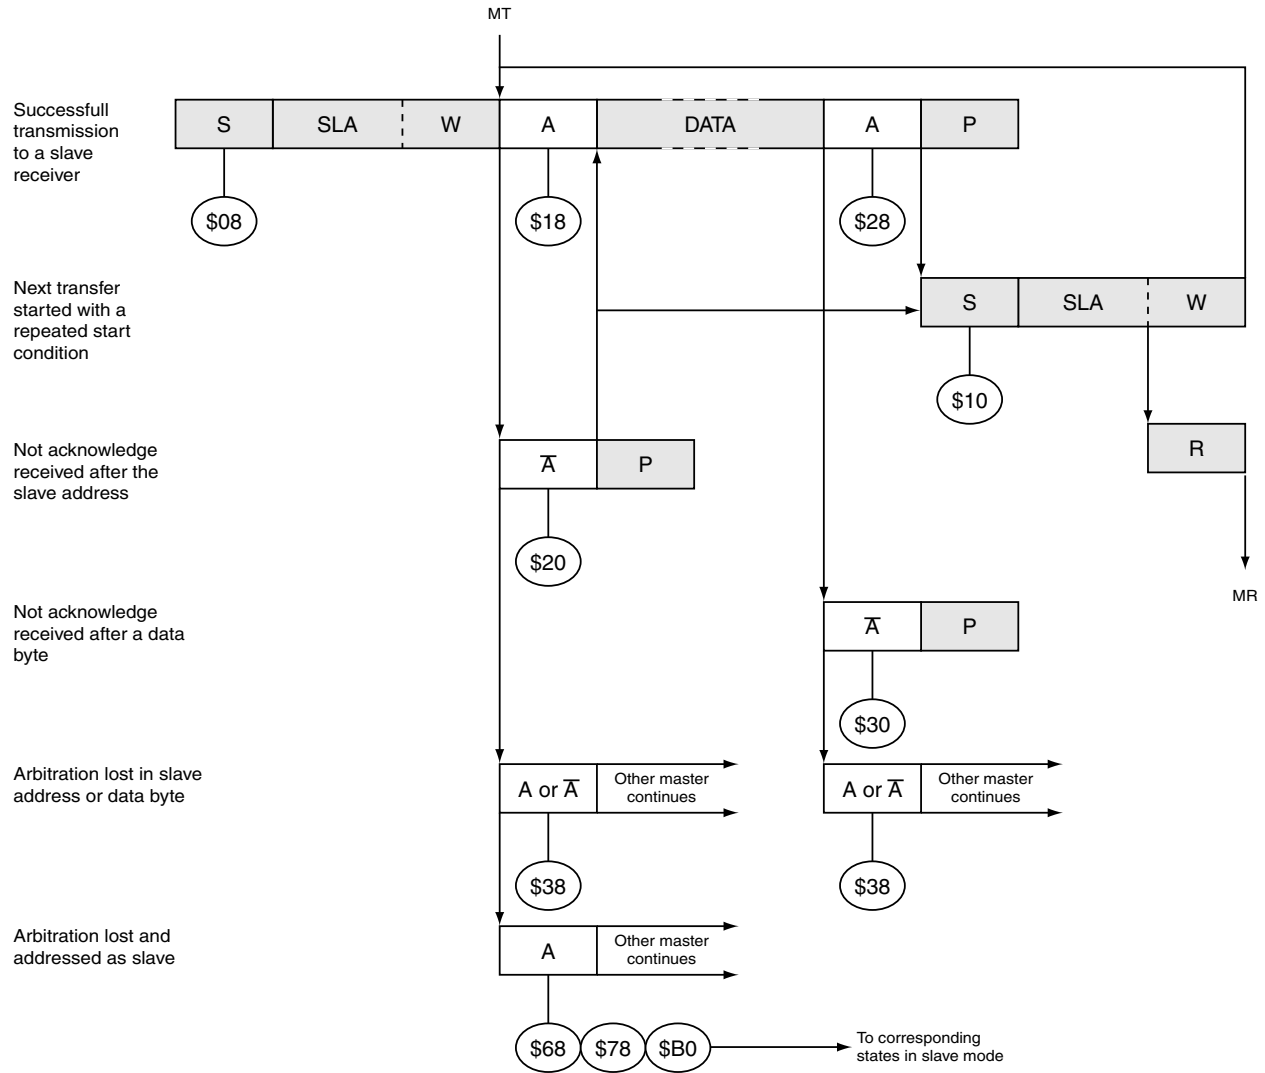 MT
Successfull
transmission
to a slave
receiver
S
SLA
W
A
DATA
A
P
$08
$18
$28
Next transfer
started with a
repeated start
condition
S
SLA
W
$10
R
MR
Not acknowledge
received after the
slave address
A̅
P
$20
Not acknowledge
received after a data
byte
A̅
P
$30
Arbitration lost in slave
address or data byte
A or A̅
Other master
continues
A or A̅
Other master
continues
$38
$38
Arbitration lost and
addressed as slave
A
Other master
continues
$68
$78
$B0
To corresponding
states in slave mode